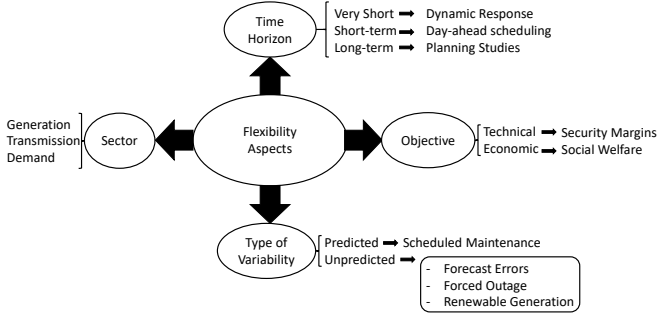 Time
Horizon
Very Short → Dynamic Response
Short-term → Day-ahead scheduling
Long-term → Planning Studies
Generation
Transmission
Demand
Sector
Flexibility
Aspects
Objective
Technical → Security Margins
Economic → Social Welfare
Type of
Variability
Predicted → Scheduled Maintenance
Unpredicted →
- Forecast Errors
- Forced Outage
- Renewable Generation